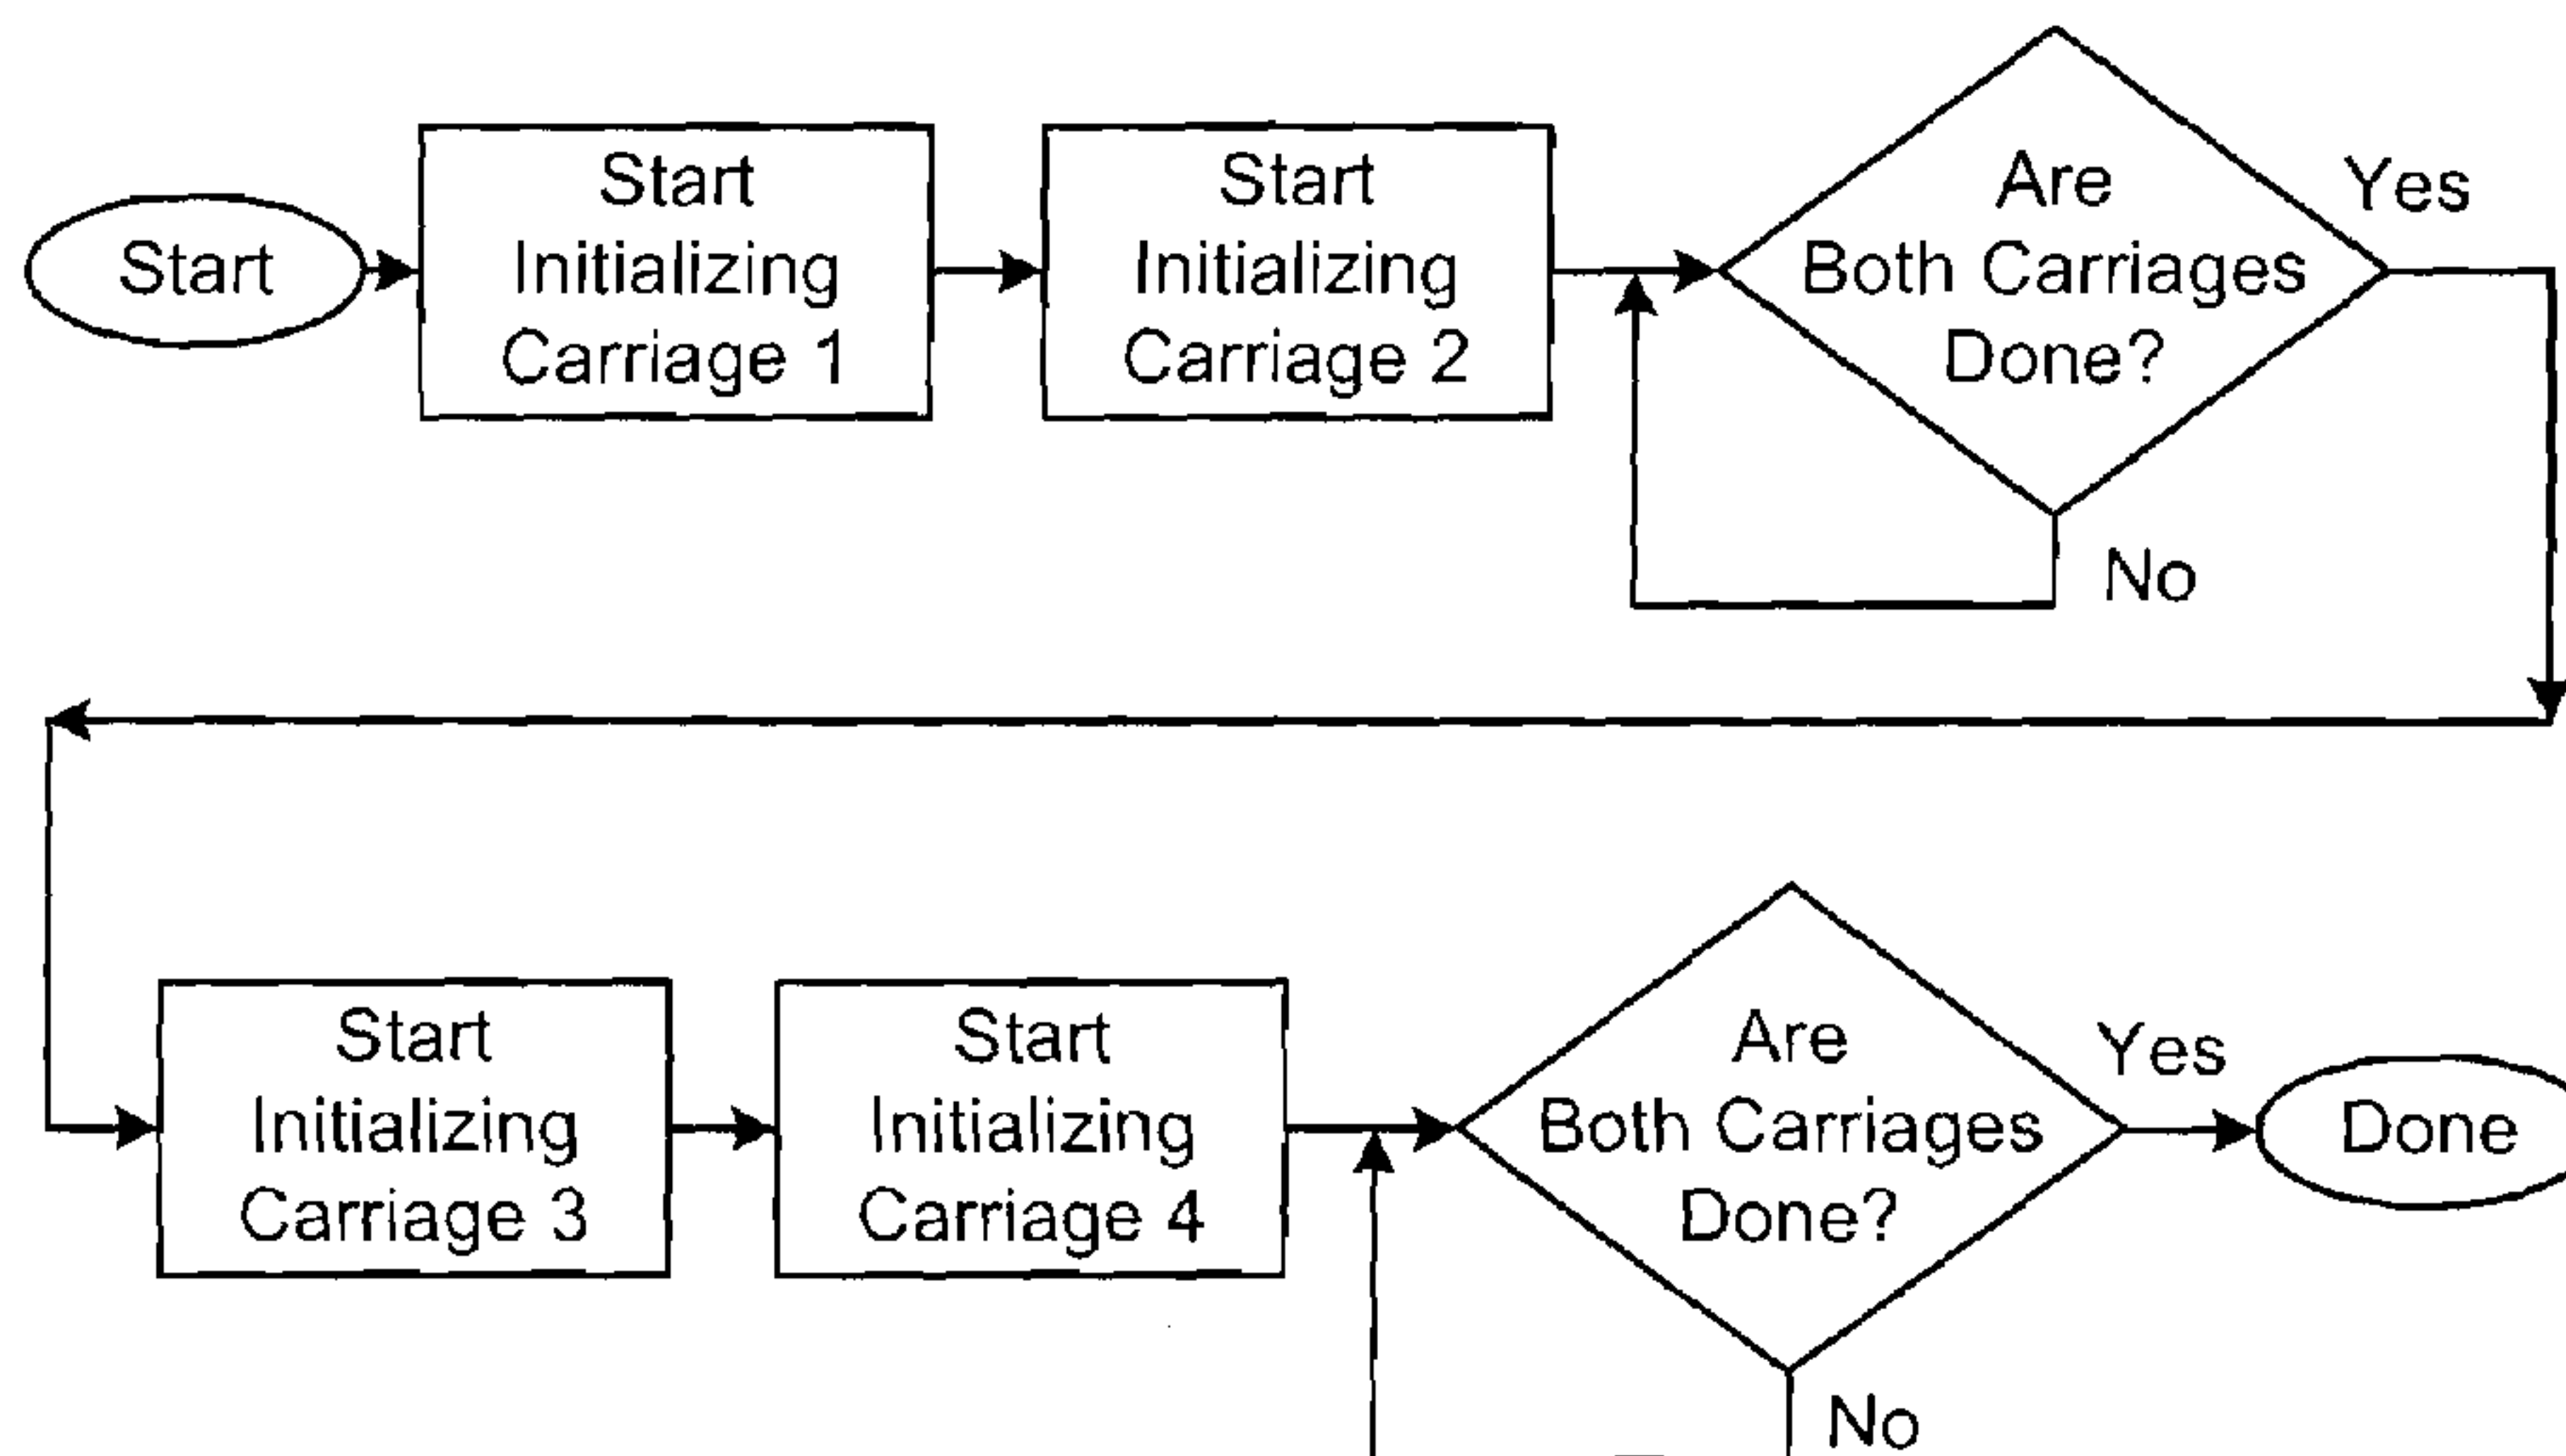 Start
Start
Initializing
Carriage 1
Start
Initializing
Carriage 2
Are
Both Carriages
Done?
Yes
No
Start
Initializing
Carriage 3
Start
Initializing
Carriage 4
Are
Both Carriages
Done?
Yes
No
Done